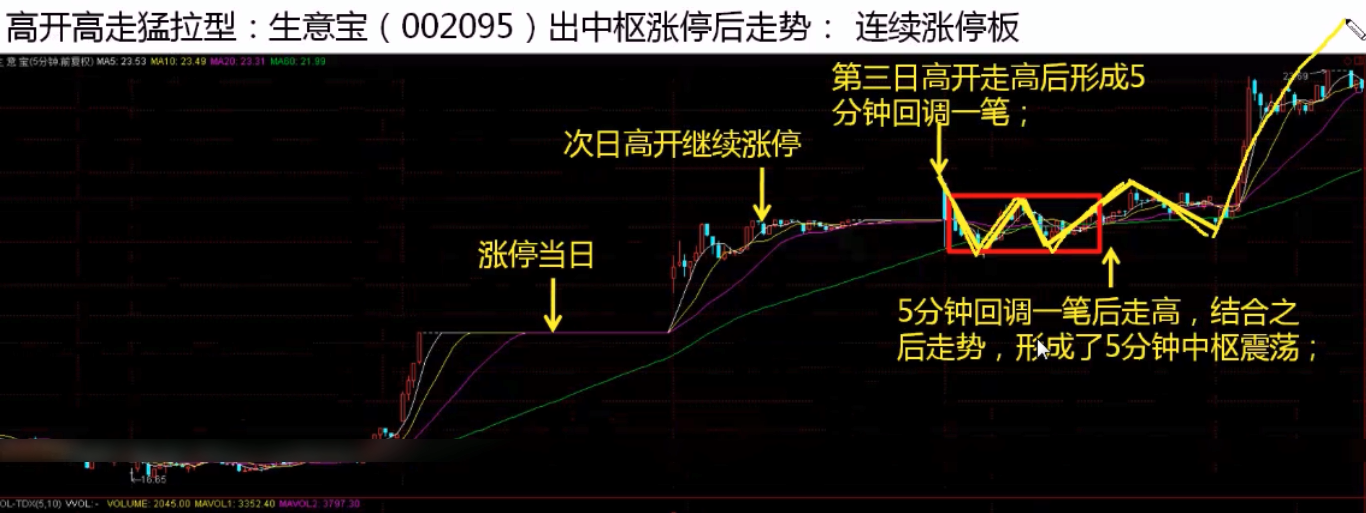 高开高走猛拉型：生意宝（002095）出中枢涨停后走势： 连续涨停板
生意宝(5分钟.前复权) MA5: 23.53 MA10: 23.49 MA20: 23.31 MA60: 21.99
第三日高开走高后形成5
分钟回调一笔；
次日高开继续涨停
涨停当日
5分钟回调一笔后走高，结合之
后走势，形成了5分钟中枢震荡；
16.65
OL-TDX(5,10) VVOL:- VOLUME: 2045.00 MAVOL1: 3352.40 MAVOL2: 3797.30